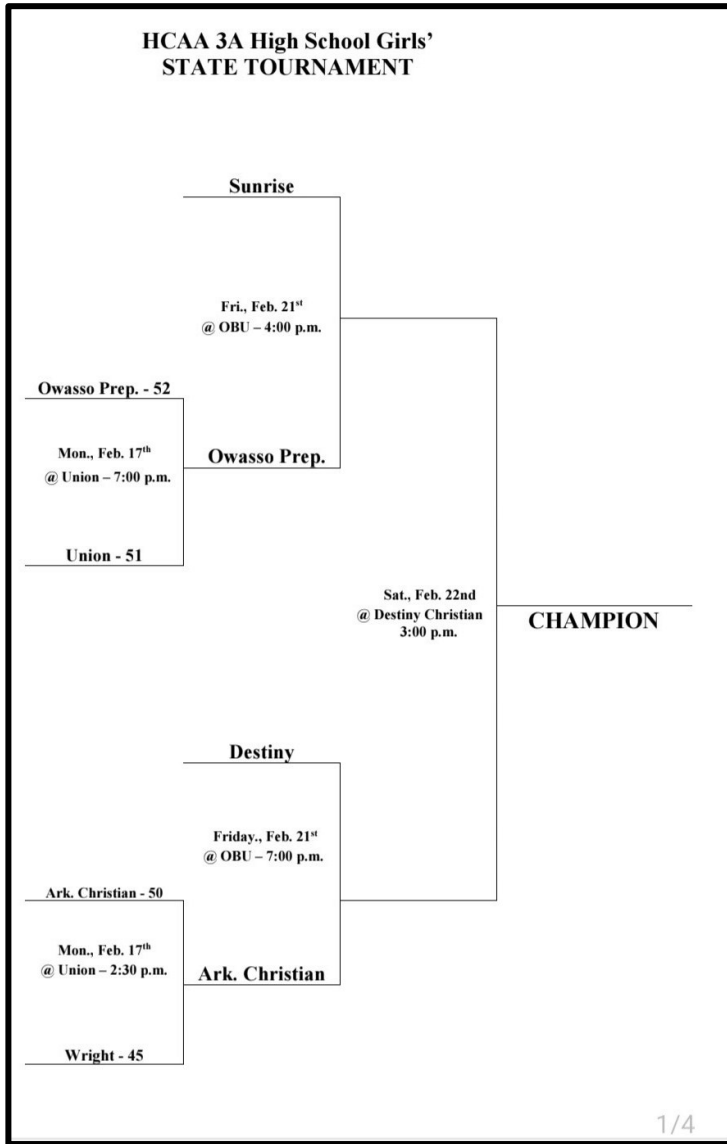 HCAA 3A High School Girls’
STATE TOURNAMENT
Sunrise
Fri., Feb. 21st
@ OBU – 4:00 p.m.
Owasso Prep. - 52
Mon., Feb. 17th
@ Union – 7:00 p.m.
Owasso Prep.
Union - 51
Sat., Feb. 22nd
@ Destiny Christian
3:00 p.m.
CHAMPION
Destiny
Friday., Feb. 21st
@ OBU – 7:00 p.m.
Ark. Christian - 50
Mon., Feb. 17th
@ Union – 2:30 p.m.
Ark. Christian
Wright - 45
1/4